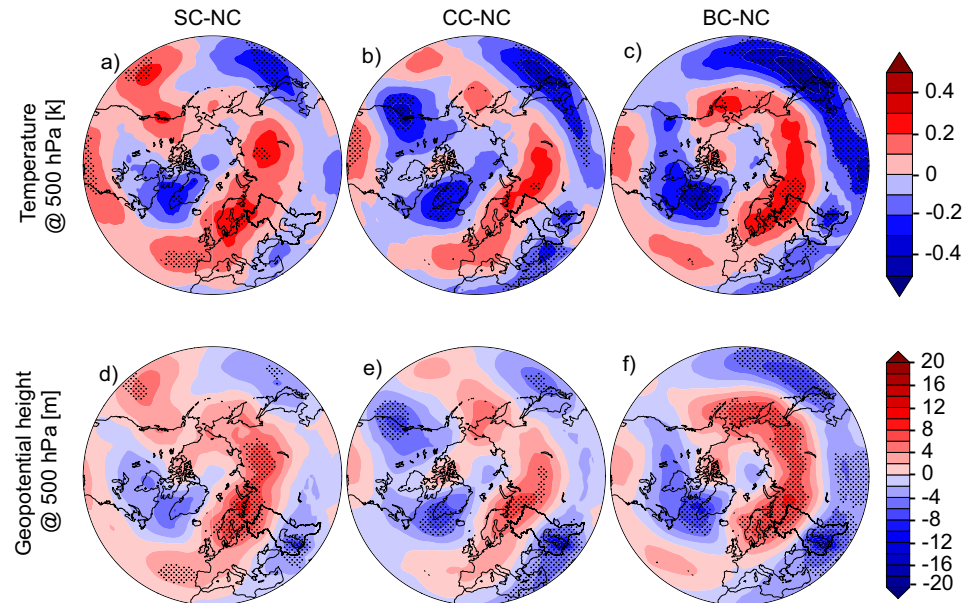 SC-NC CC-NC BC-NC
a) b) c)
Temperature
@ 500 hPa [k]
0.4
0.2
0
-0.2
-0.4
d) e) f)
Geopotential height
@ 500 hPa [m]
20
16
12
8
4
0
-4
-8
-12
-16
-20